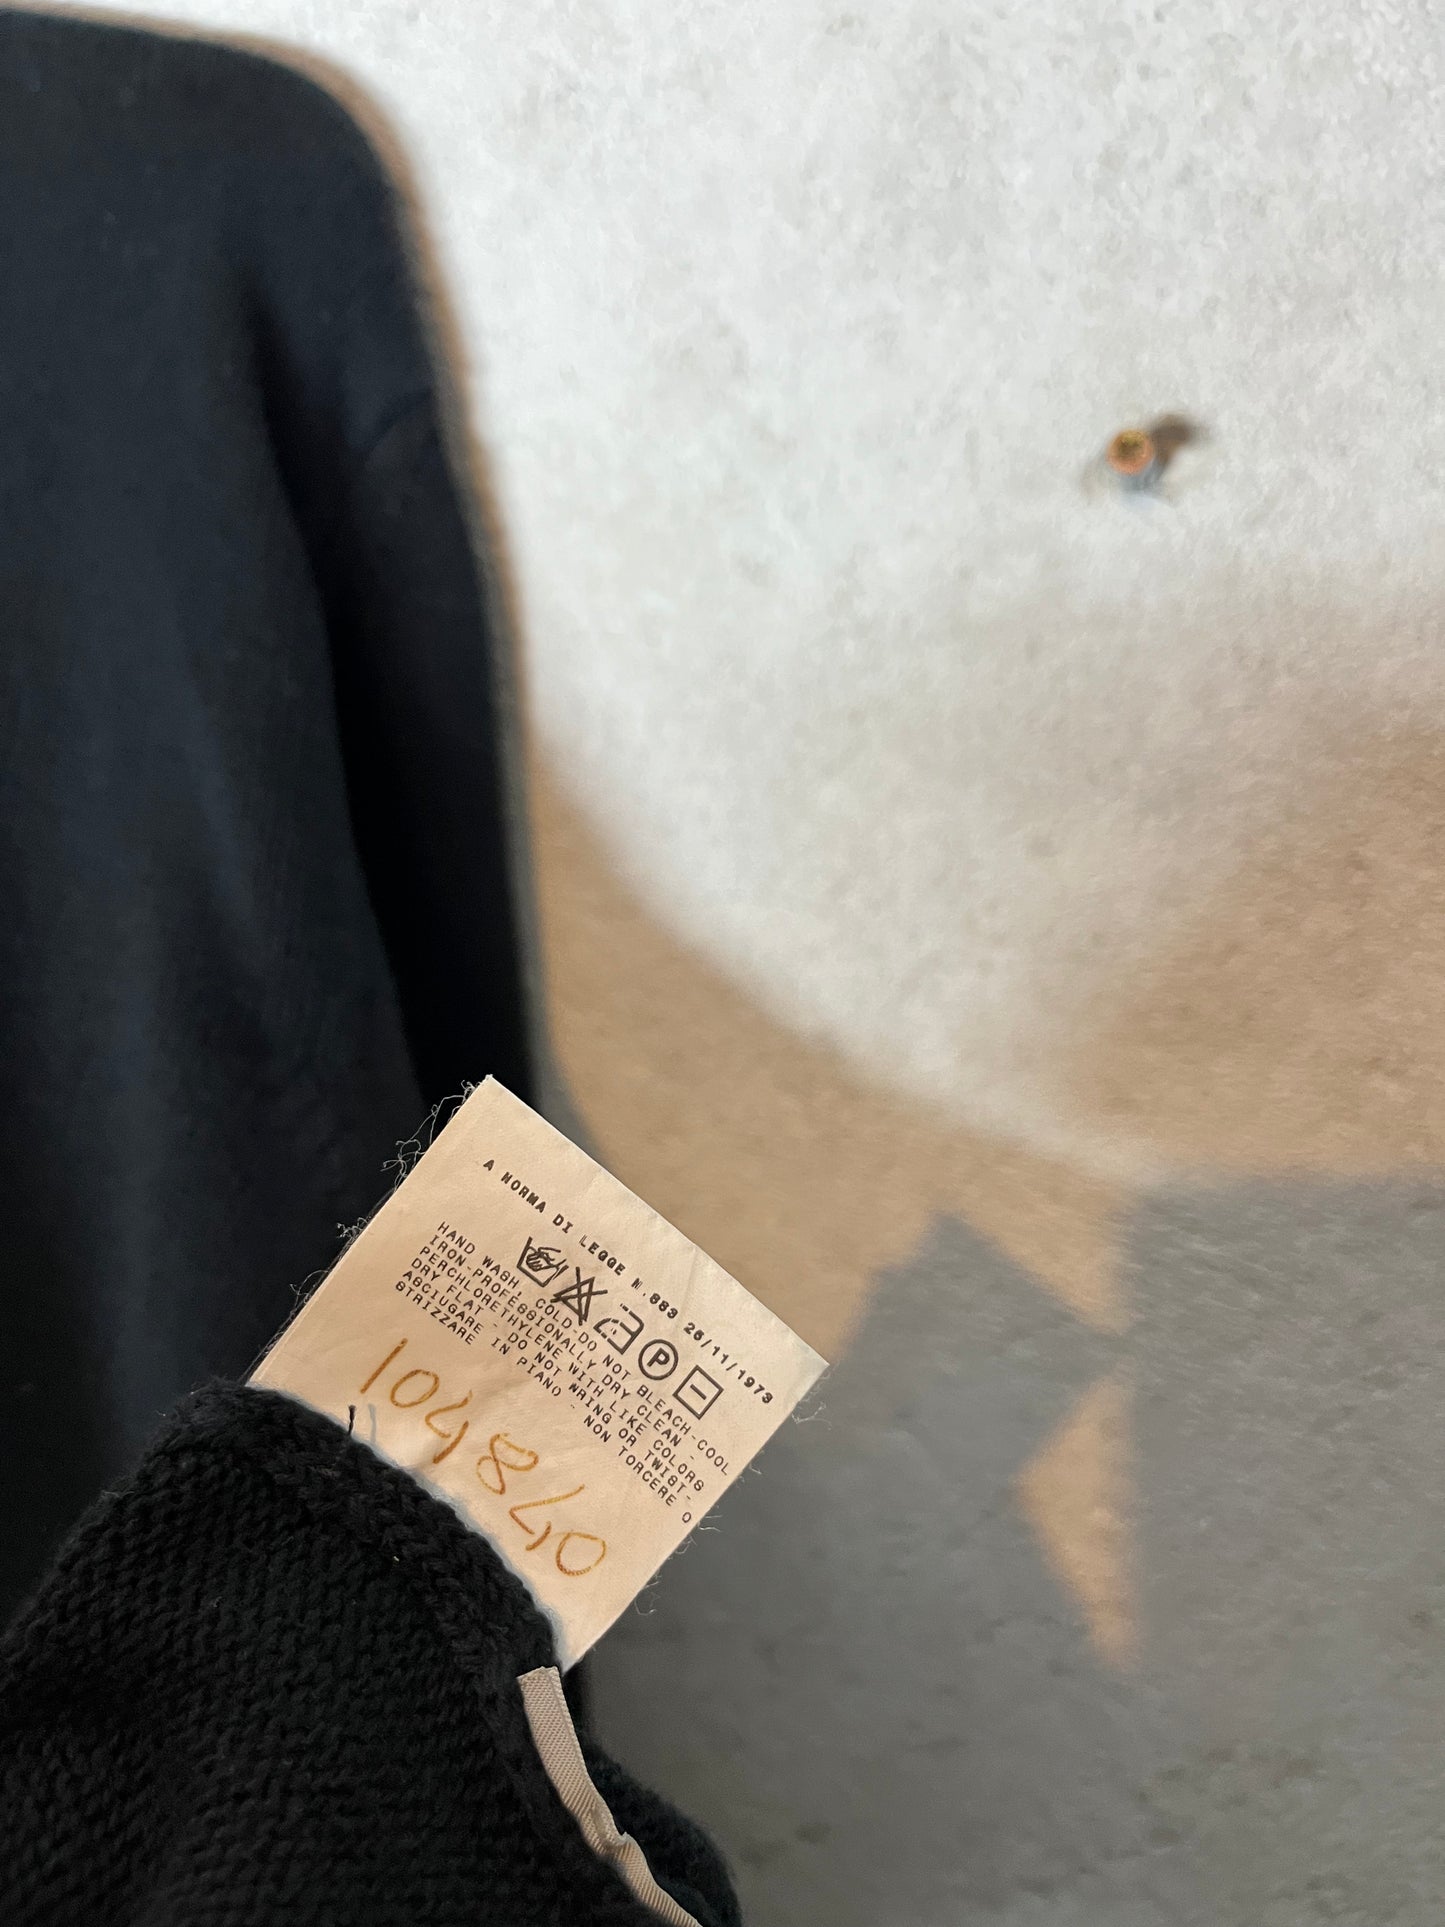 A NORMA DI LEGGE N.883 26/11/1973
P
HAND WASH, COLD-DO NOT BLEACH-COOL
IRON-PROFESSIONALLY DRY CLEAN -
PERCHLORETHYLENE WITH LIKE COLORS
DRY FLAT - DO NOT WRING OR TWIST-
ASCIUGARE IN PIANO - NON TORCERE O
STRIZZARE
104840